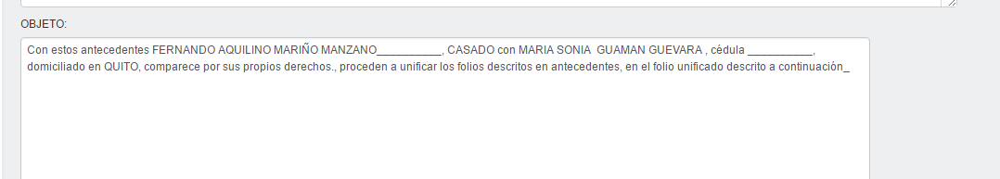 OBJETO:
Con estos antecedentes FERNANDO AQUILINO MARIÑO MANZANO__________, CASADO con MARIA SONIA  GUAMAN GUEVARA , cédula __________,
domiciliado en QUITO, comparece por sus propios derechos., proceden a unificar los folios descritos en antecedentes, en el folio unificado descrito a continuación_